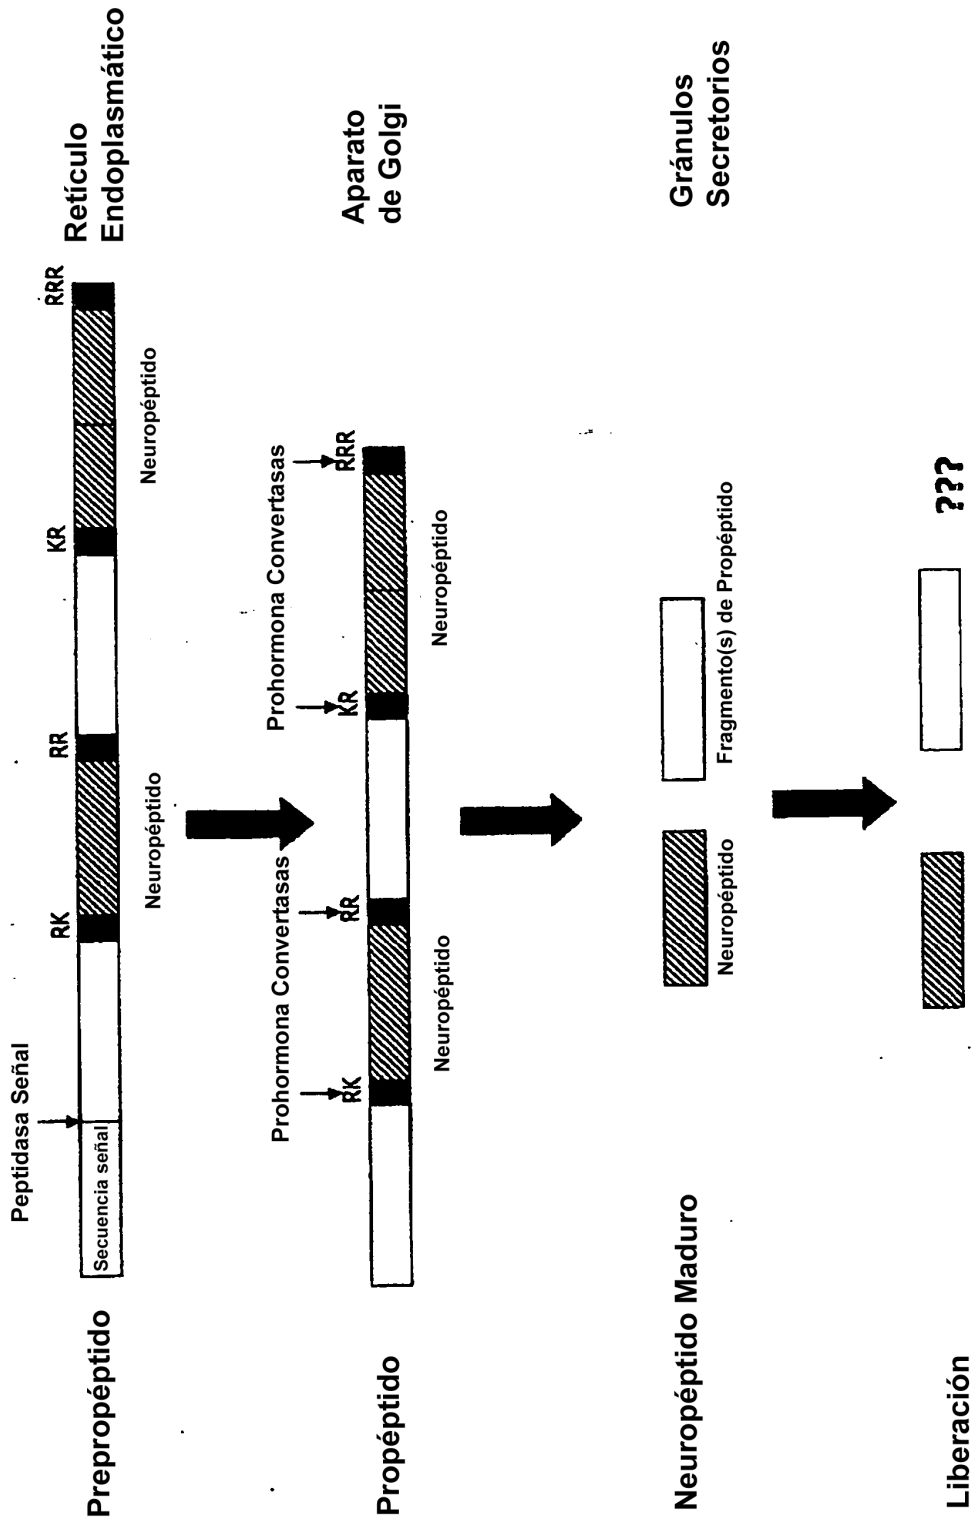 Peptidasa Señal
RK
RR
KR
RRR
Prepropéptido
Secuencia señal
Retículo
Endoplasmático
Neuropéptido
Neuropéptido
Prohormona Convertasas
Prohormona Convertasas
RK
RR
KR
RRR
Propéptido
Aparato
de Golgi
Neuropéptido
Neuropéptido
Neuropéptido Maduro
Gránulos
Secretorios
Neuropéptido
Fragmento(s) de Propéptido
Liberación
???